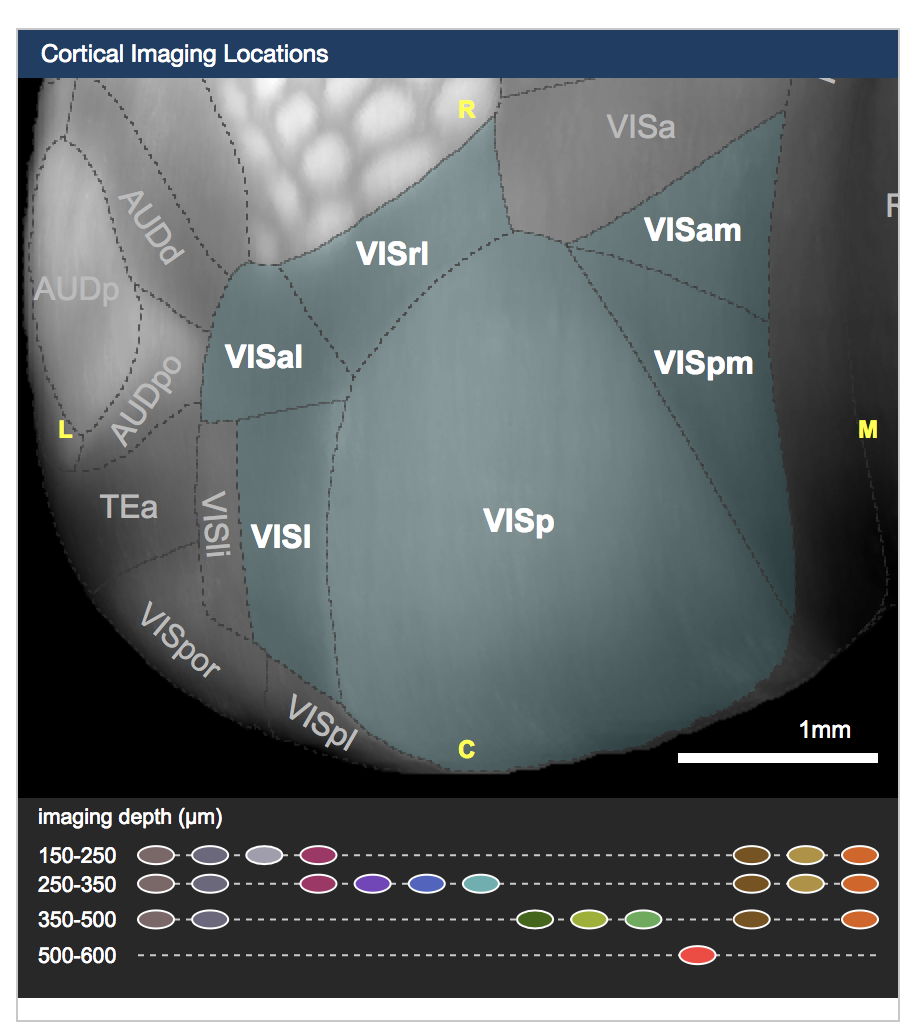 Cortical Imaging Locations
R
VISa
AUDd
VISam
VISrl
R
AUDp
VISal
VISpm
AUDpo
L
M
TEa
VISli
VISl
VISp
VISpor
VISpl
C
1mm
imaging depth (µm)
150-250
250-350
350-500
500-600